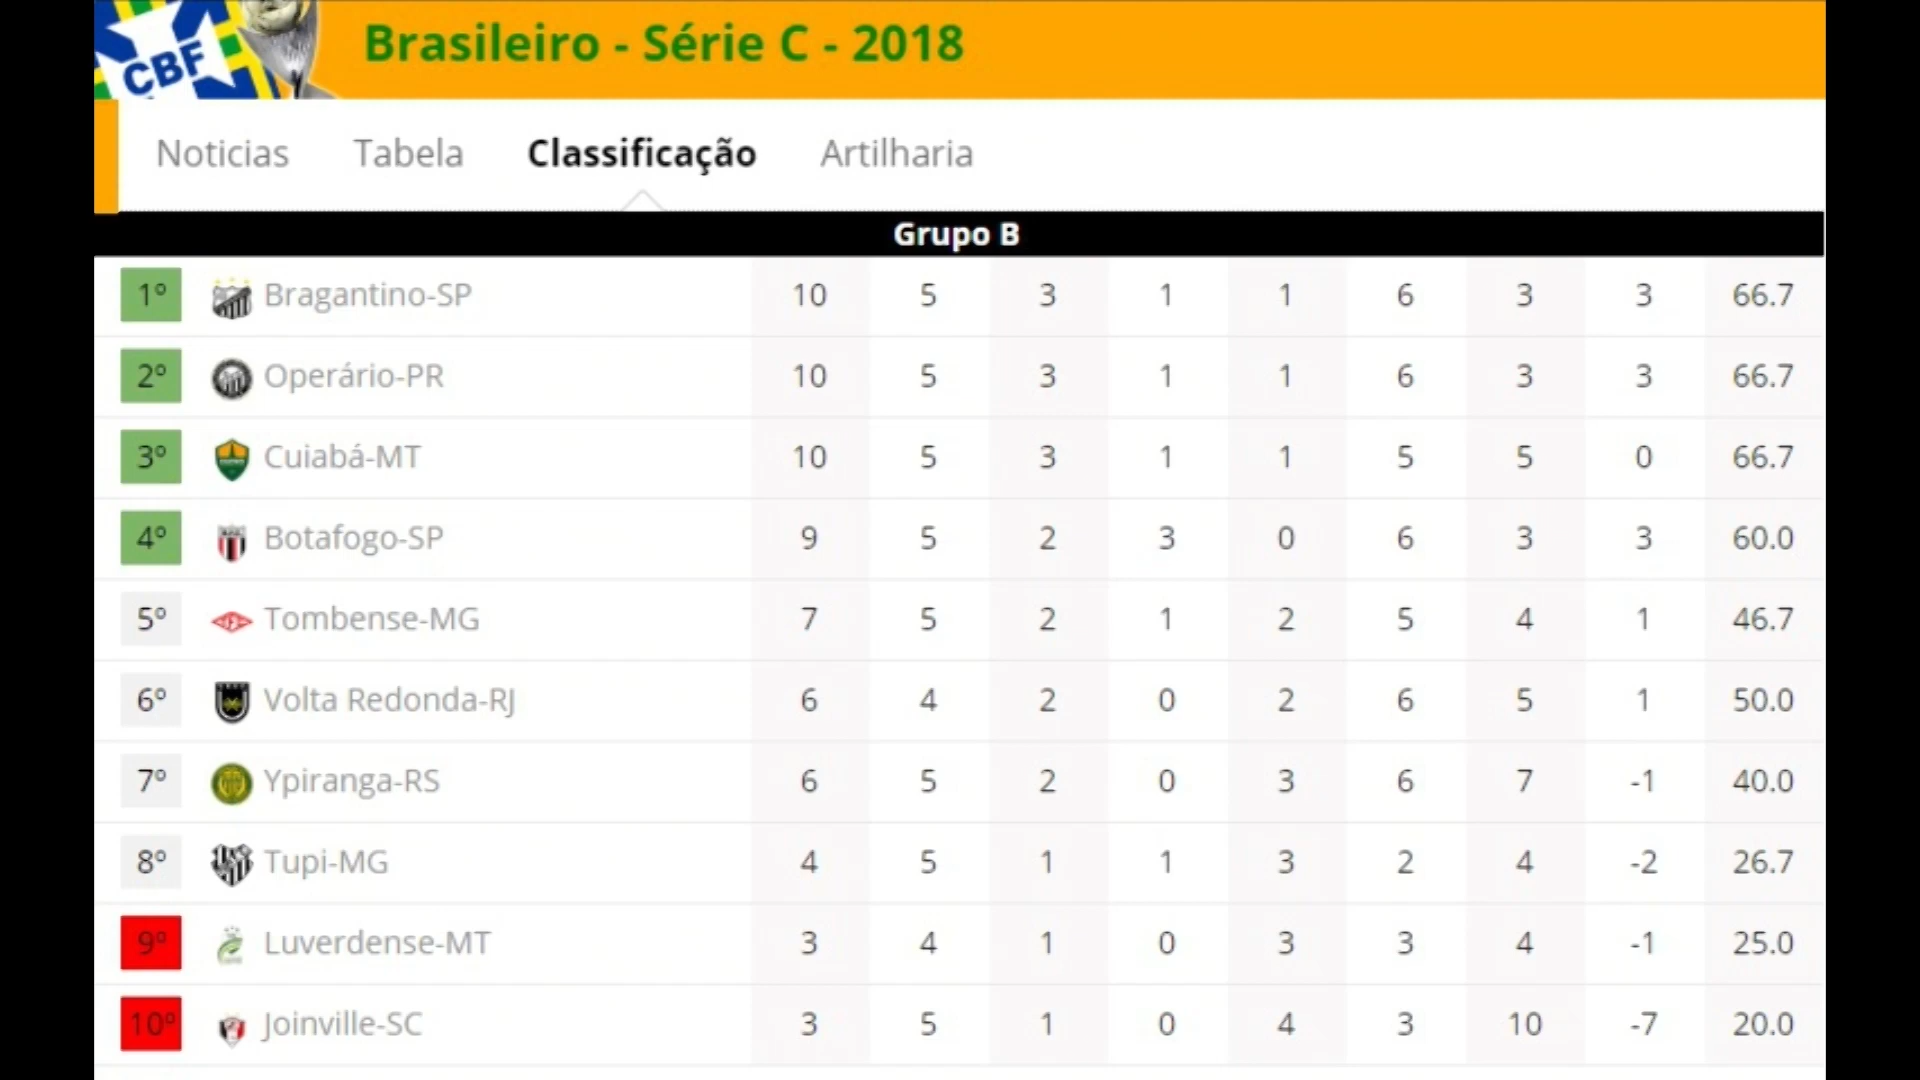 CBF
Brasileiro - Série C - 2018
Noticias Tabela Classificação Artilharia
Grupo B
1º Bragantino-SP 10 5 3 1 1 6 3 3 66.7
2º Operário-PR 10 5 3 1 1 6 3 3 66.7
3º Cuiabá-MT 10 5 3 1 1 5 5 0 66.7
4º Botafogo-SP 9 5 2 3 0 6 3 3 60.0
5º Tombense-MG 7 5 2 1 2 5 4 1 46.7
6º Volta Redonda-RJ 6 4 2 0 2 6 5 1 50.0
7º Ypiranga-RS 6 5 2 0 3 6 7 -1 40.0
8º Tupi-MG 4 5 1 1 3 2 4 -2 26.7
9º Luverdense-MT 3 4 1 0 3 3 4 -1 25.0
10º Joinville-SC 3 5 1 0 4 3 10 -7 20.0